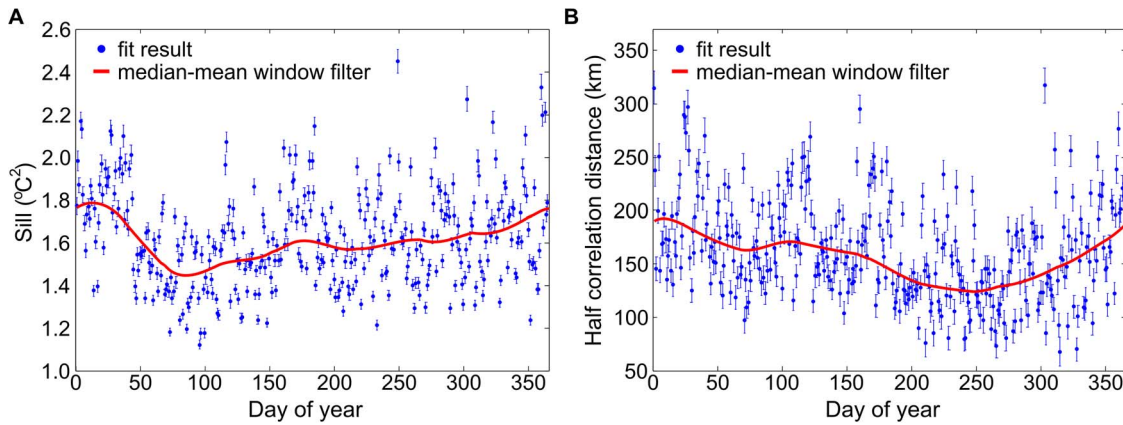 A
Sill (ºC²)
2.6
2.4
2.2
2.0
1.8
1.6
1.4
1.2
1.0
fit result
median-mean window filter
0 50 100 150 200 250 300 350
Day of year
B
Half correlation distance (km)
350
300
250
200
150
100
50
fit result
median-mean window filter
0 50 100 150 200 250 300 350
Day of year